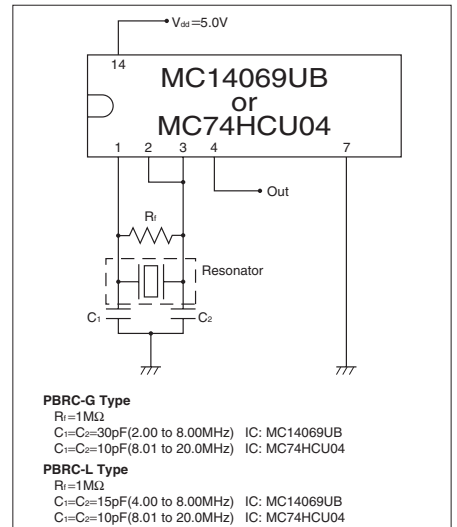 Vdd=5.0V
14
MC14069UB
or
MC74HCU04
1 2 3 4 7
Out
Rf
Resonator
C1 C2
PBRC-G Type
Rf=1MΩ
C1=C2=30pF(2.00 to 8.00MHz) IC: MC14069UB
C1=C2=10pF(8.01 to 20.0MHz) IC: MC74HCU04
PBRC-L Type
Rf=1MΩ
C1=C2=15pF(4.00 to 8.00MHz) IC: MC14069UB
C1=C2=10pF(8.01 to 20.0MHz) IC: MC74HCU04